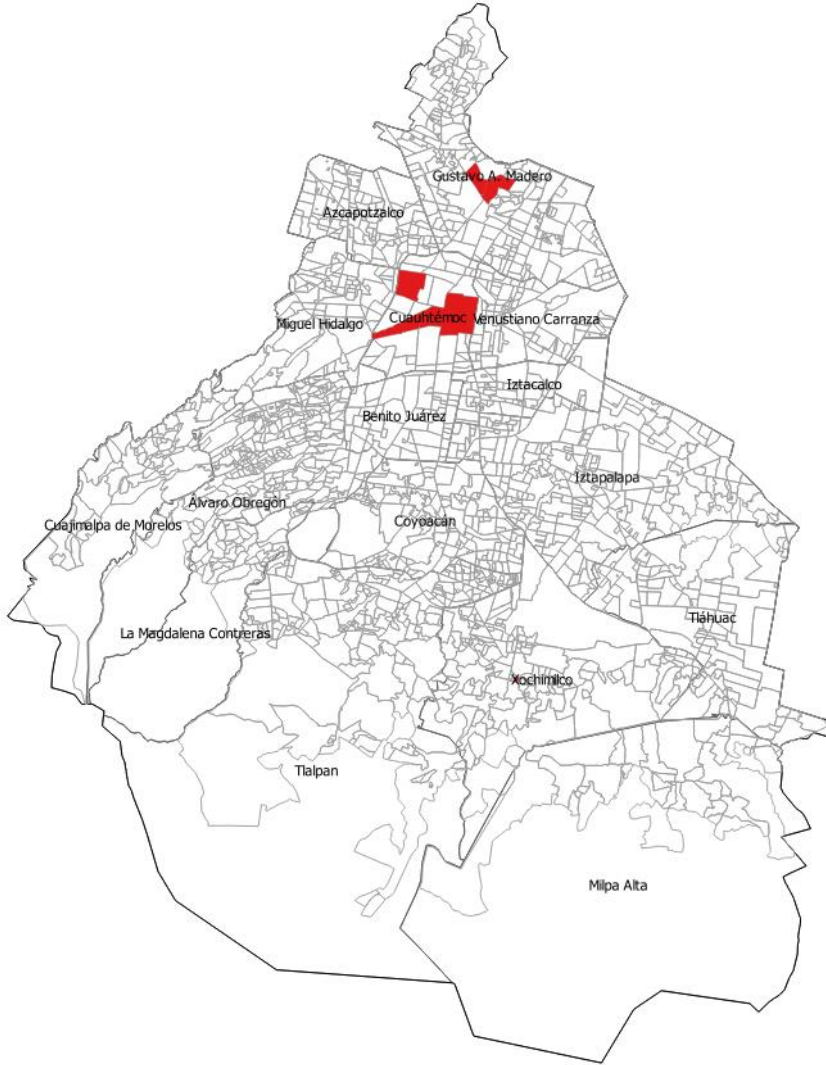 Gustavo A. Madero
Azcapotzalco
Miguel Hidalgo
Cuauhtémoc
Venustiano Carranza
Iztacalco
Benito Juárez
Iztapalapa
Álvaro Obregón
Coyoacán
Cuajimalpa de Morelos
Tláhuac
La Magdalena Contreras
Xochimilco
Tlalpan
Milpa Alta